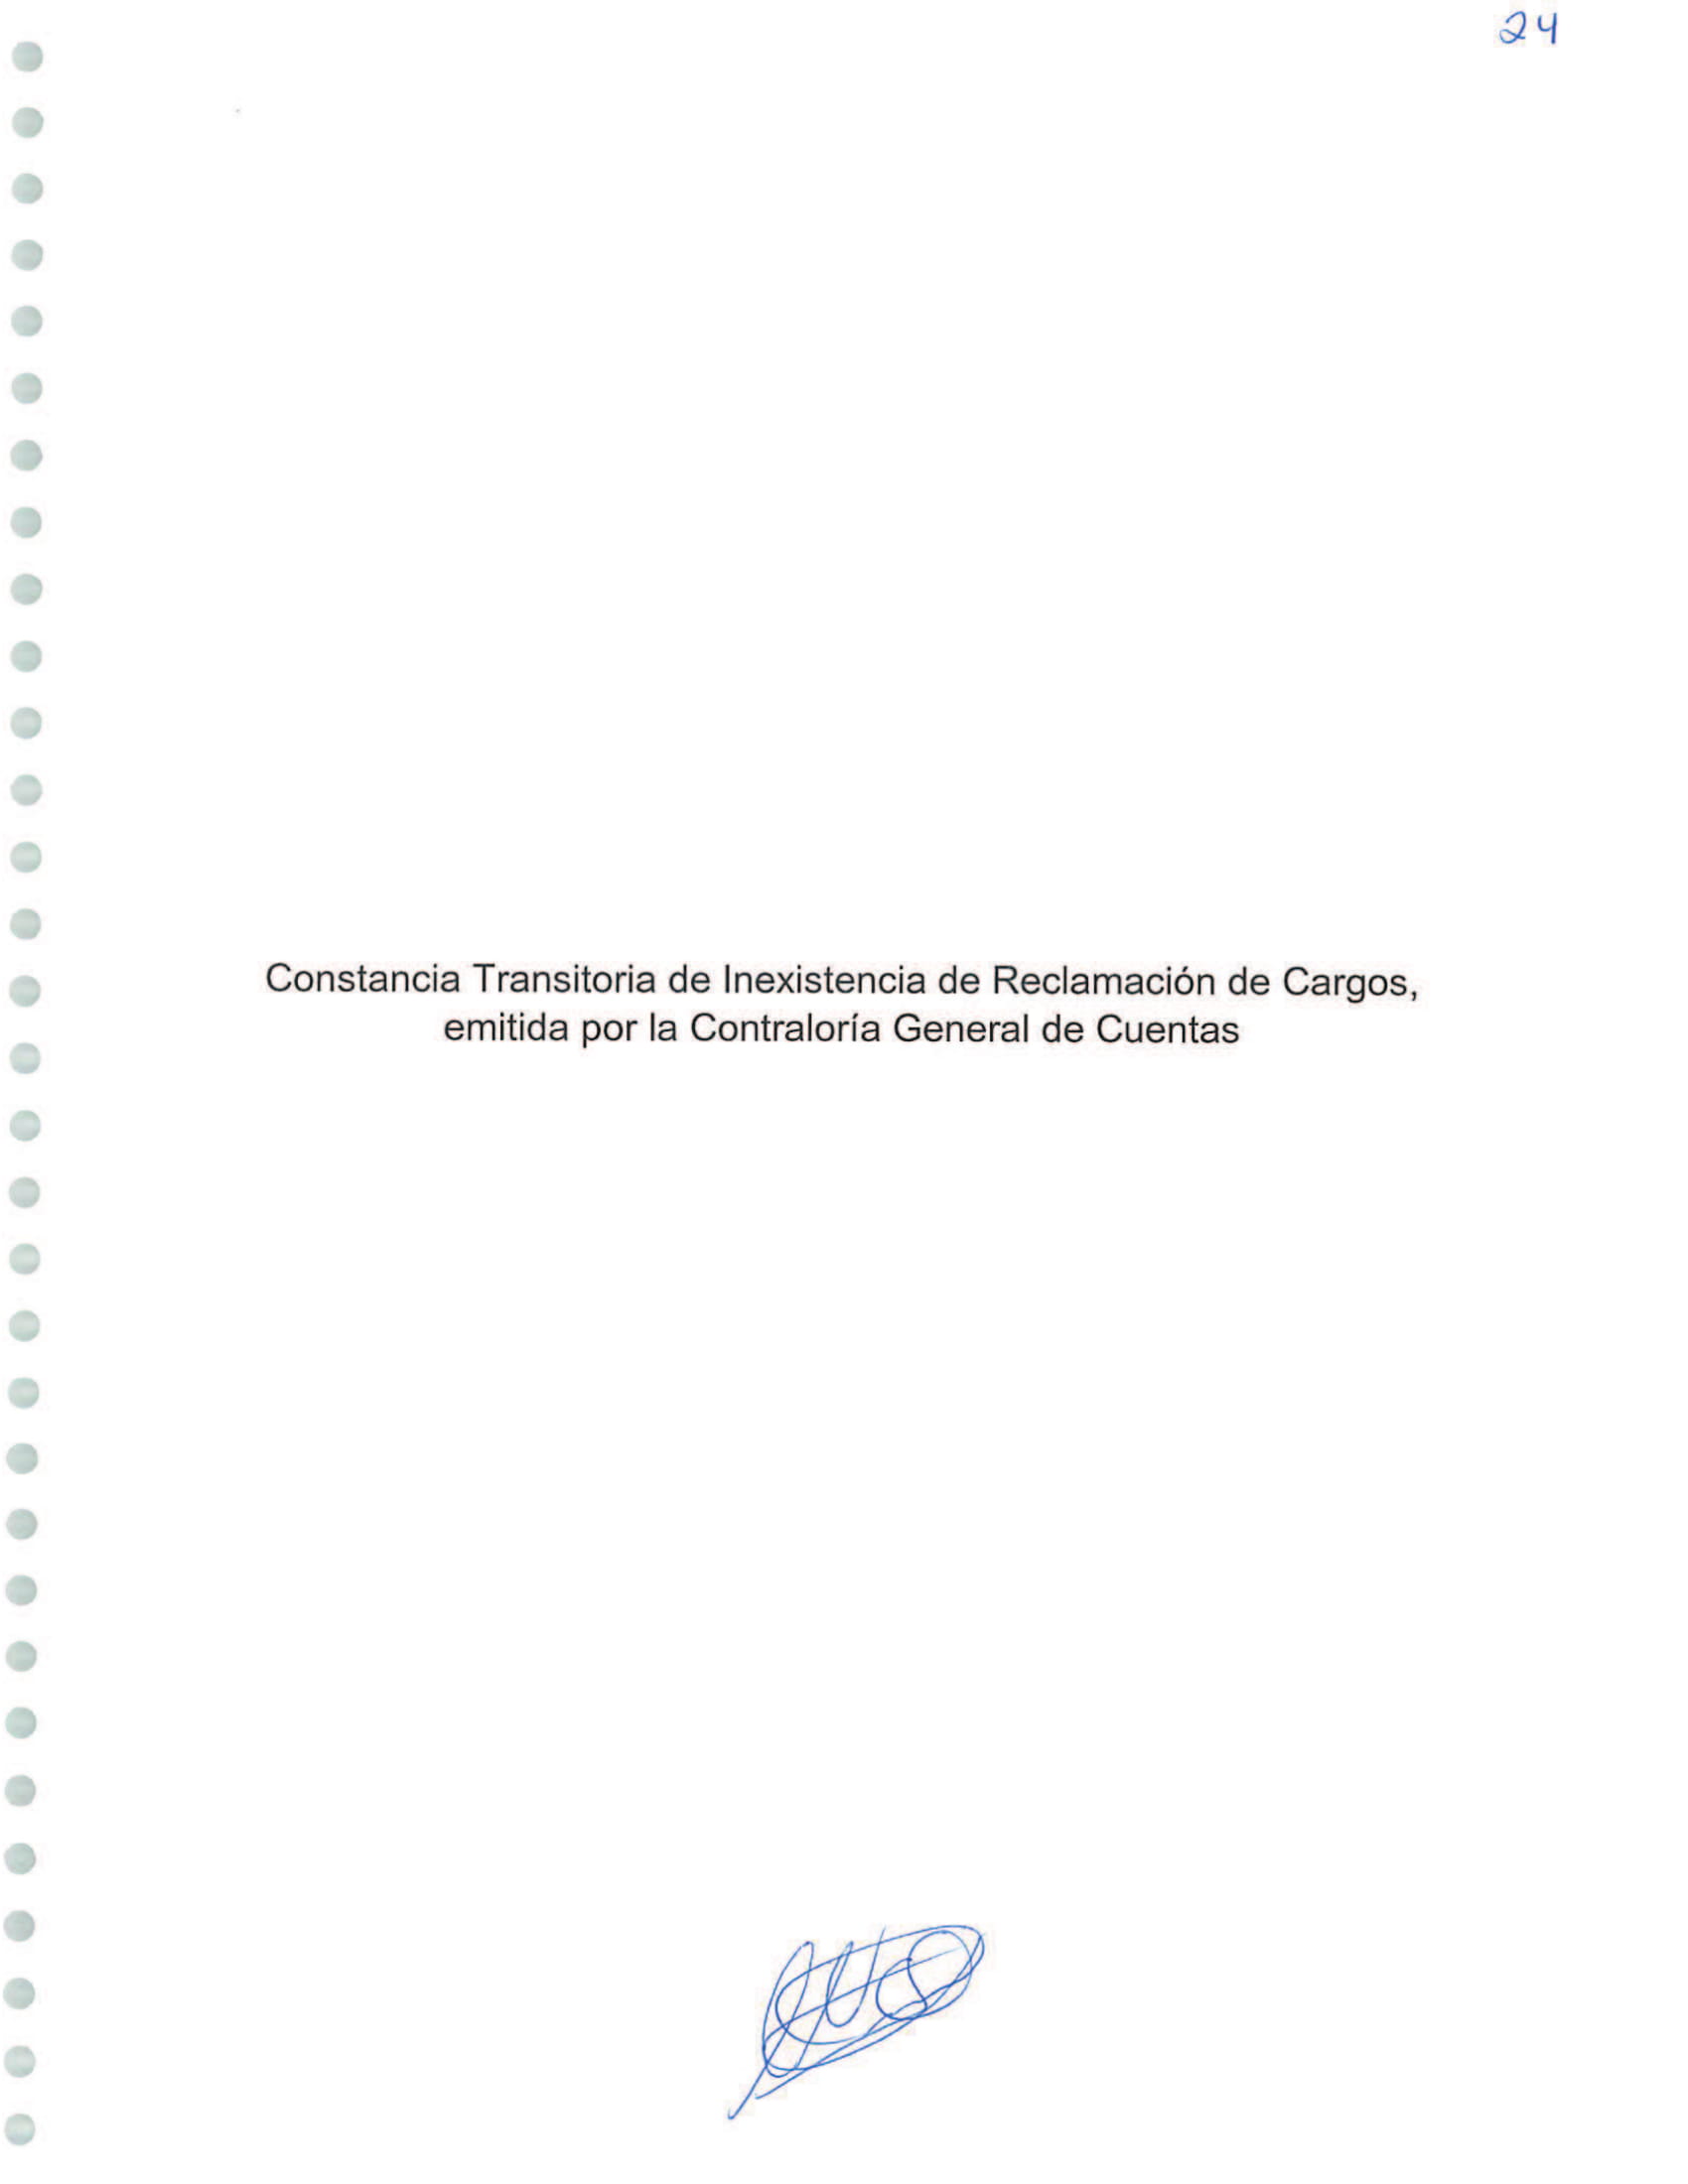 24
Constancia Transitoria de Inexistencia de Reclamación de Cargos,
emitida por la Contraloría General de Cuentas